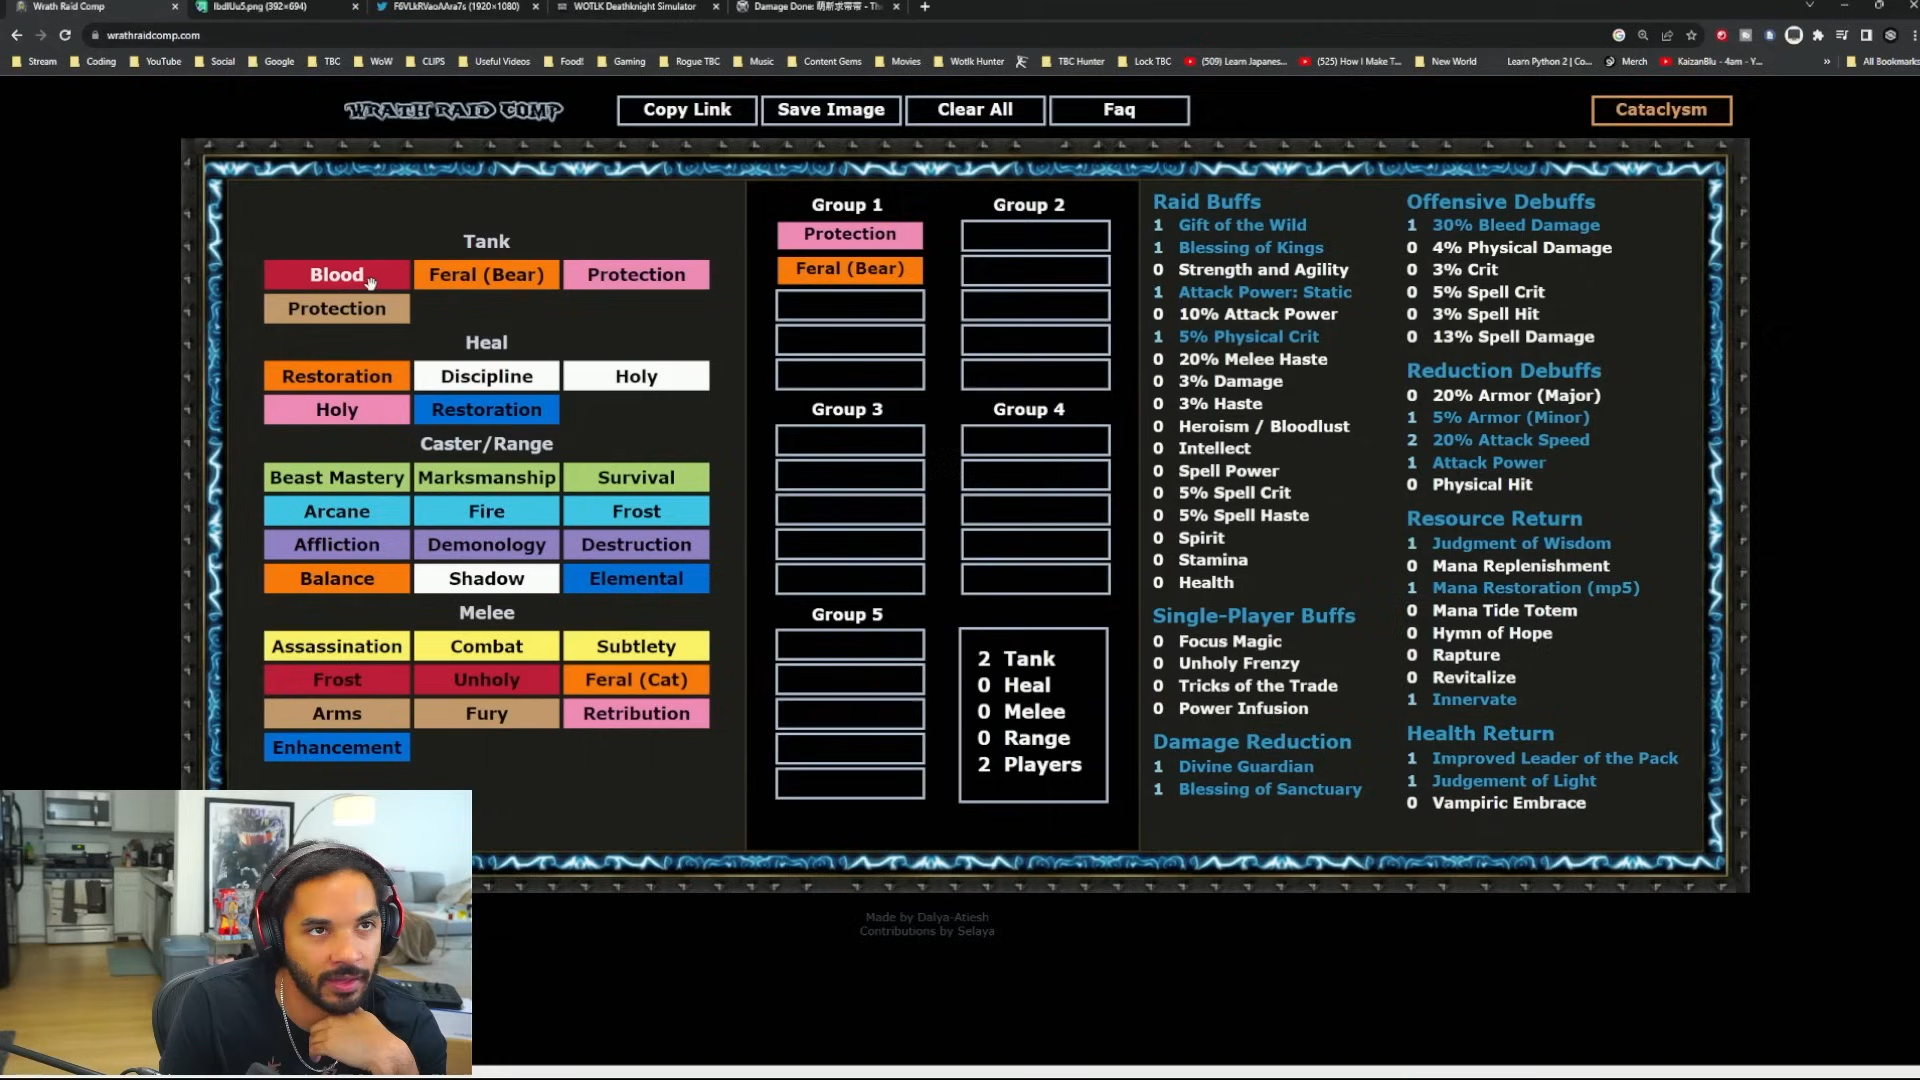 Wrath Raid Comp
IbdlUu5.png (392×694)
F6VLkRVaoAAra7s (1920×1080)
WOTLK Deathknight Simulator
wrathraidcomp.com
Stream Coding YouTube Social Google TBC WoW CLIPS Useful Videos Food! Gaming Rogue TBC Music Content Gems Movies Wotlk Hunter TBC Hunter Lock TBC (509) Learn Japanes... (525) How I Make T... New World Learn Python 2 | Co... Merch KaizanBlu - 4am - Y... » All Bookmarks
WRATH RAID COMP
Copy Link
Save Image
Clear All
Faq
Cataclysm
Tank
Blood Feral (Bear) Protection
Protection
Heal
Restoration Discipline Holy
Holy Restoration
Caster/Range
Beast Mastery Marksmanship Survival
Arcane Fire Frost
Affliction Demonology Destruction
Balance Shadow Elemental
Melee
Assassination Combat Subtlety
Frost Unholy Feral (Cat)
Arms Fury Retribution
Enhancement
Group 1
Protection
Feral (Bear)
Group 2
Group 3
Group 4
Group 5
2 Tank
0 Heal
0 Melee
0 Range
2 Players
Raid Buffs
1 Gift of the Wild
1 Blessing of Kings
0 Strength and Agility
1 Attack Power: Static
0 10% Attack Power
1 5% Physical Crit
0 20% Melee Haste
0 3% Damage
0 3% Haste
0 Heroism / Bloodlust
0 Intellect
0 Spell Power
0 5% Spell Crit
0 5% Spell Haste
0 Spirit
0 Stamina
0 Health
Single-Player Buffs
0 Focus Magic
0 Unholy Frenzy
0 Tricks of the Trade
0 Power Infusion
Damage Reduction
1 Divine Guardian
1 Blessing of Sanctuary
Offensive Debuffs
1 30% Bleed Damage
0 4% Physical Damage
0 3% Crit
0 5% Spell Crit
0 3% Spell Hit
0 13% Spell Damage
Reduction Debuffs
0 20% Armor (Major)
1 5% Armor (Minor)
2 20% Attack Speed
1 Attack Power
0 Physical Hit
Resource Return
1 Judgment of Wisdom
0 Mana Replenishment
1 Mana Restoration (mp5)
0 Mana Tide Totem
0 Hymn of Hope
0 Rapture
0 Revitalize
1 Innervate
Health Return
1 Improved Leader of the Pack
1 Judgement of Light
0 Vampiric Embrace
Made by Dalya-Atiesh
Contributions by Selaya